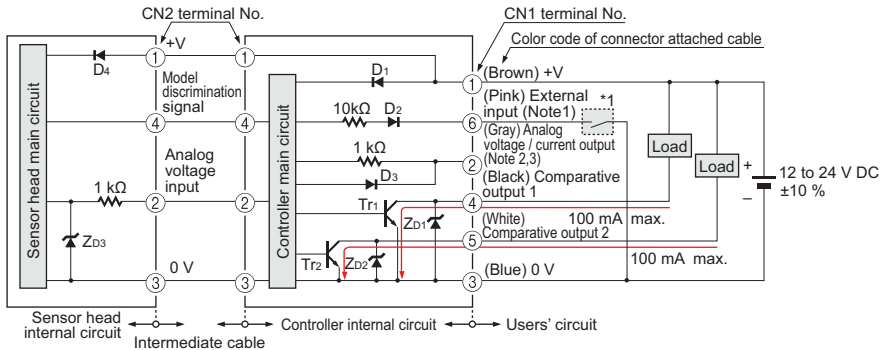 CN2 terminal No.
CN1 terminal No.
Color code of connector attached cable
Sensor head main circuit
D4
1 +V
1
Model
discrimination
signal
4
4
Analog
voltage
input
1 kΩ
2
2
ZD3
0 V
3
3
Controller main circuit
D1
10kΩ
D2
1 kΩ
D3
Tr1
ZD1
Tr2
ZD2
1 (Brown) +V
(Pink) External
6 input (Note1)
*1
(Gray) Analog
voltage / current output
2 (Note 2,3)
(Black) Comparative
output 1
4
(White)
100 mA max.
5 Comparative output 2
100 mA max.
3 (Blue) 0 V
Load
Load
+
–
12 to 24 V DC
±10 %
Sensor head
internal circuit
Intermediate cable
Controller internal circuit
Users' circuit